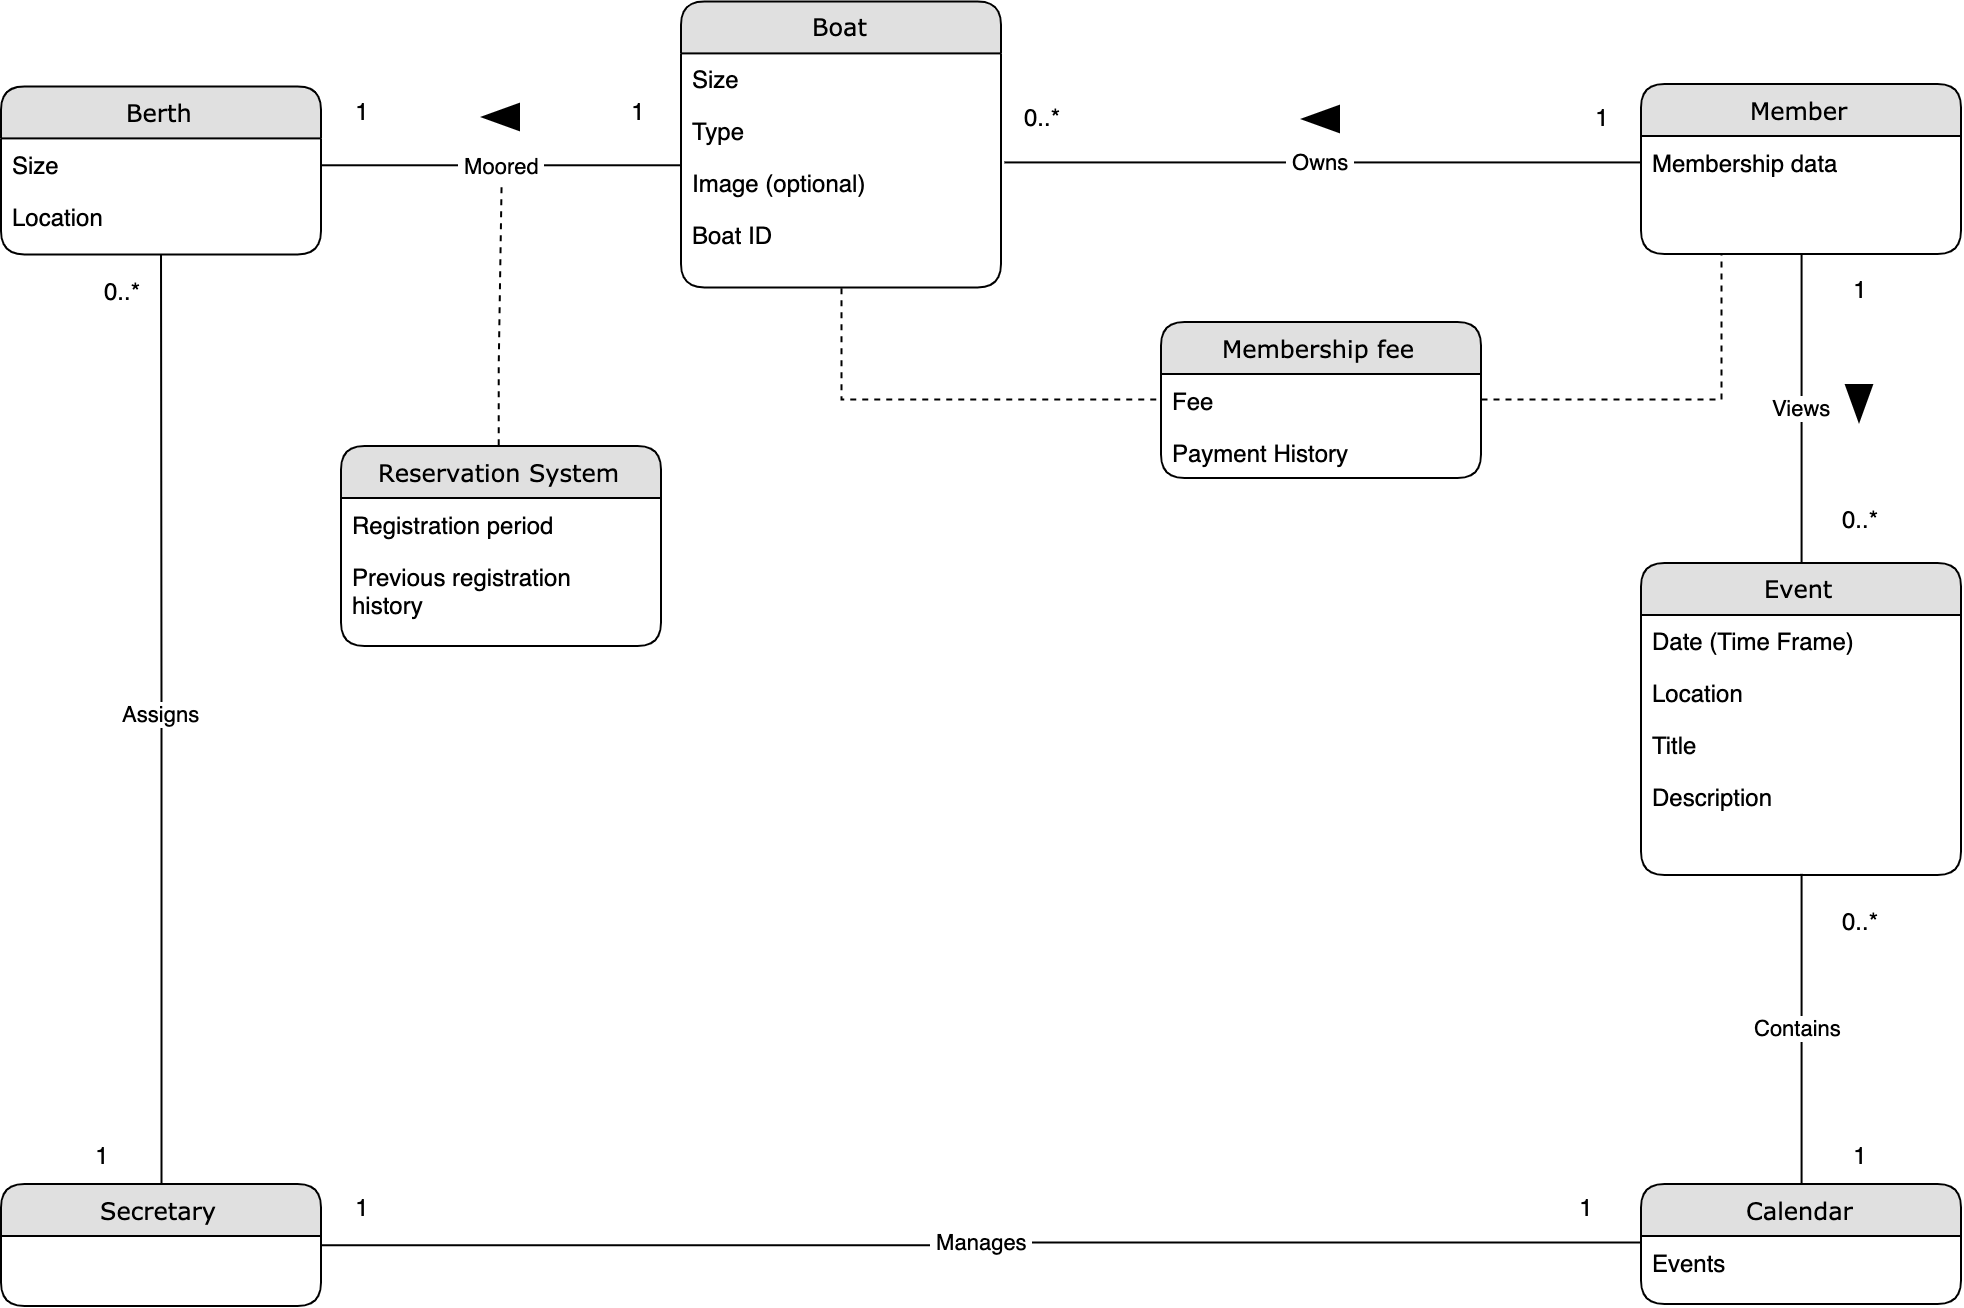 Boat
Size
Type
Image (optional)
Boat ID
Berth
Size
Location
1
1
Moored
0..*
1
Owns
Member
Membership data
0..*
1
Membership fee
Fee
Payment History
Views
Reservation System
Registration period
Previous registration
history
0..*
Event
Date (Time Frame)
Location
Title
Description
Assigns
0..*
Contains
1
1
Secretary
1
1
Manages
Calendar
Events